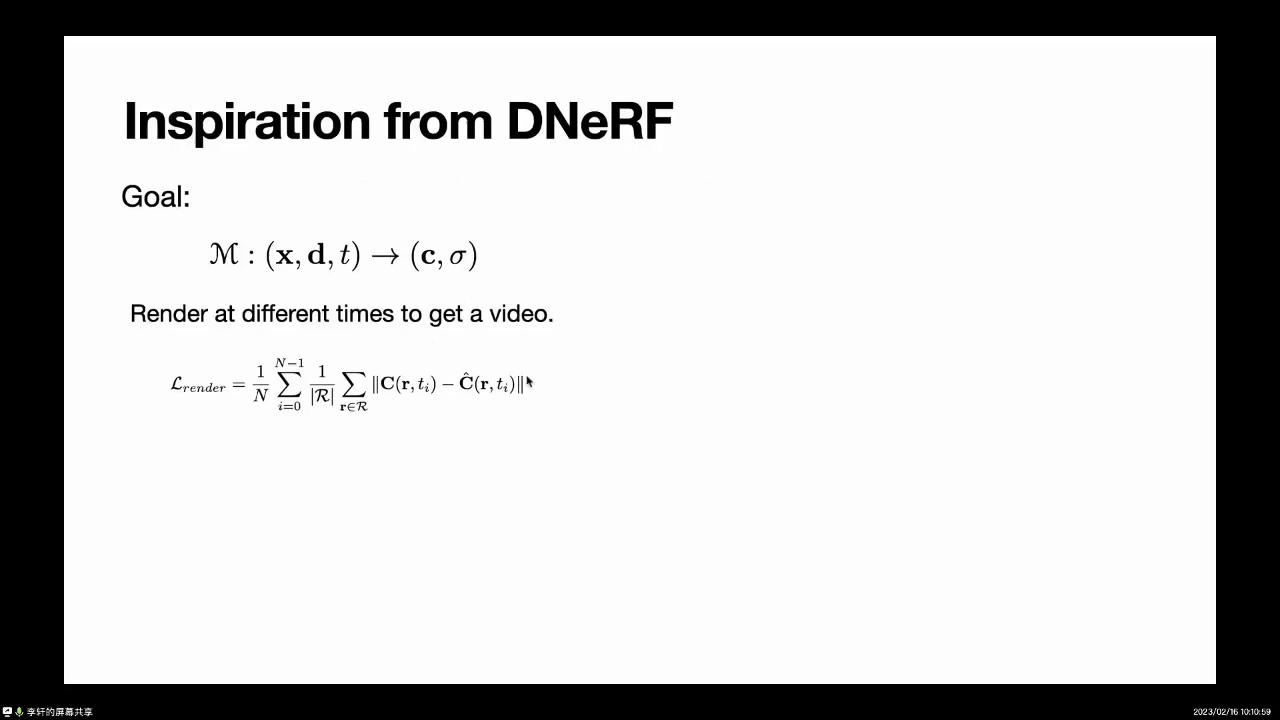 Inspiration from DNeRF
Goal:
ℳ : (x, d, t) → (c, σ)
Render at different times to get a video.
ℒ_render = 1/N ∑_{i=0}^{N−1} 1/|ℛ| ∑_{r∈ℛ} ‖C(r, t_i) − Ĉ(r, t_i)‖
李轩的屏幕共享
2023/02/16 10:10:59